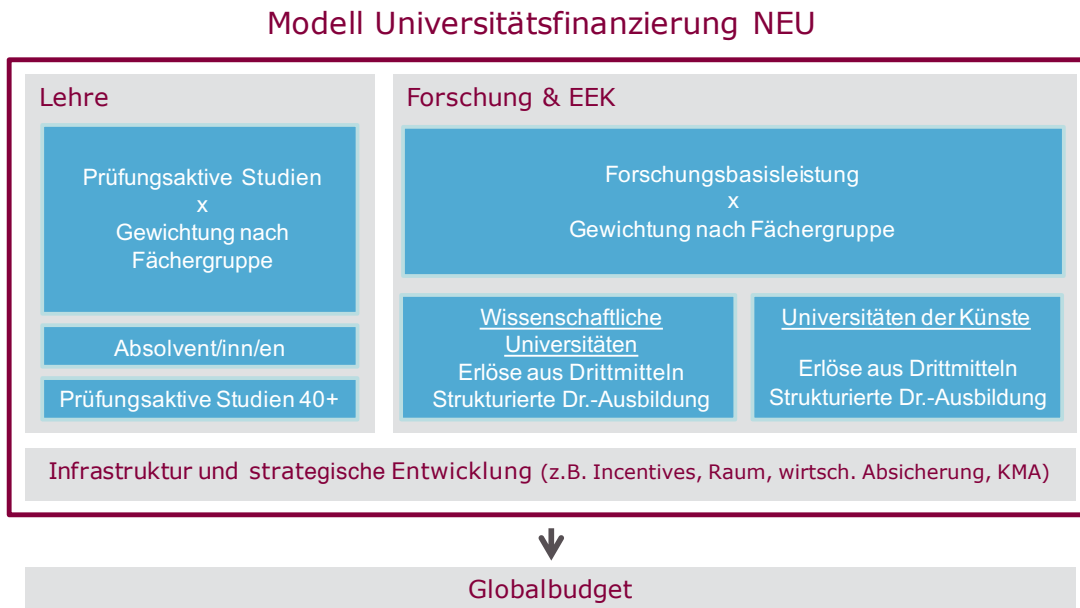 Modell Universitätsfinanzierung NEU
Lehre
Prüfungsaktive Studien
x
Gewichtung nach
Fächergruppe
Absolvent/inn/en
Prüfungsaktive Studien 40+
Forschung & EEK
Forschungsbasisleistung
x
Gewichtung nach Fächergruppe
Wissenschaftliche
Universitäten
Erlöse aus Drittmitteln
Strukturierte Dr.-Ausbildung
Universitäten der Künste
Erlöse aus Drittmitteln
Strukturierte Dr.-Ausbildung
Infrastruktur und strategische Entwicklung (z.B. Incentives, Raum, wirtsch. Absicherung, KMA)
Globalbudget